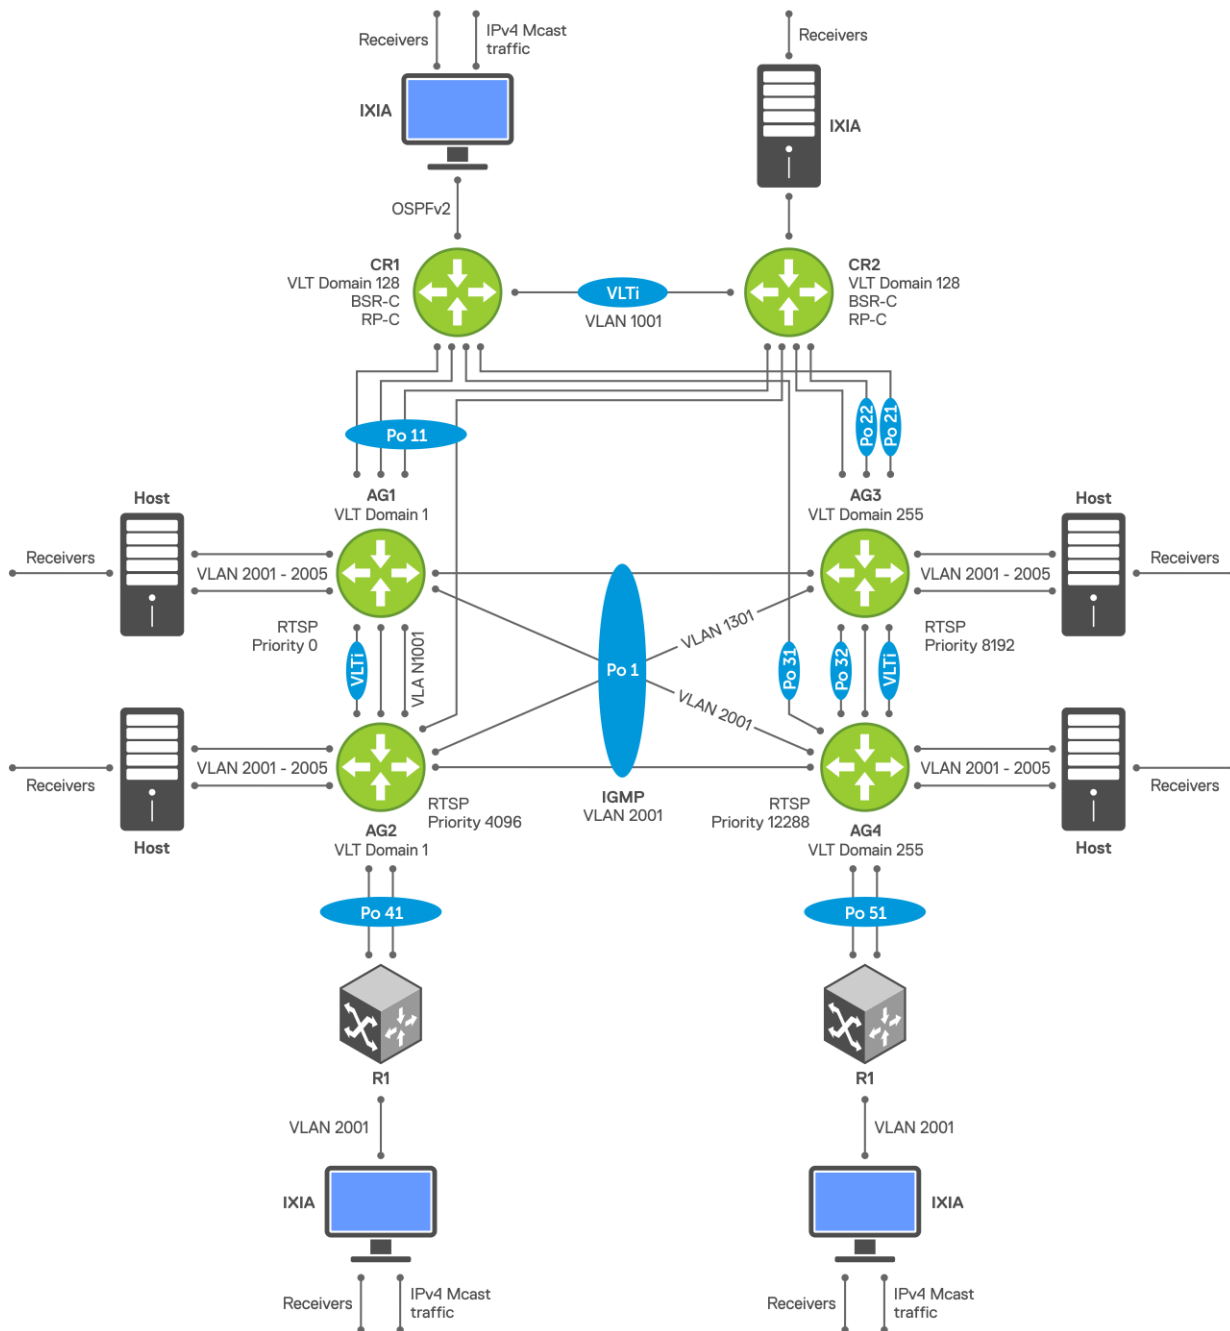 Receivers
IPv4 Mcast
traffic
Receivers
IXIA
IXIA
OSPFv2
CR1
VLT Domain 128
BSR-C
RP-C
VLTi
VLAN 1001
CR2
VLT Domain 128
BSR-C
RP-C
Po 11
Po 22
Po 21
AG1
VLT Domain 1
AG3
VLT Domain 255
Host
Host
Receivers
VLAN 2001 - 2005
VLAN 2001 - 2005
Receivers
RTSP
Priority 0
VLTi
VLA N1001
Po 1
VLAN 1301
VLAN 2001
Po 31
Po 32
VLTi
RTSP
Priority 8192
Receivers
VLAN 2001 - 2005
VLAN 2001 - 2005
Receivers
RTSP
Priority 4096
IGMP
VLAN 2001
RTSP
Priority 12288
Host
AG2
VLT Domain 1
AG4
VLT Domain 255
Host
Po 41
Po 51
R1
R1
VLAN 2001
VLAN 2001
IXIA
IXIA
Receivers
IPv4 Mcast
traffic
Receivers
IPv4 Mcast
traffic